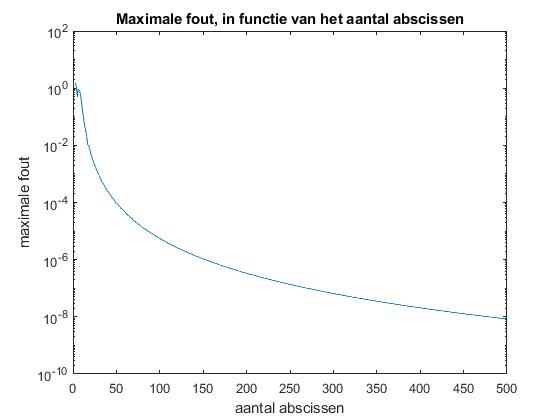 Maximale fout, in functie van het aantal abscissen
10^2
10^0
10^-2
10^-4
10^-6
10^-8
10^-10
maximale fout
0 50 100 150 200 250 300 350 400 450 500
aantal abscissen